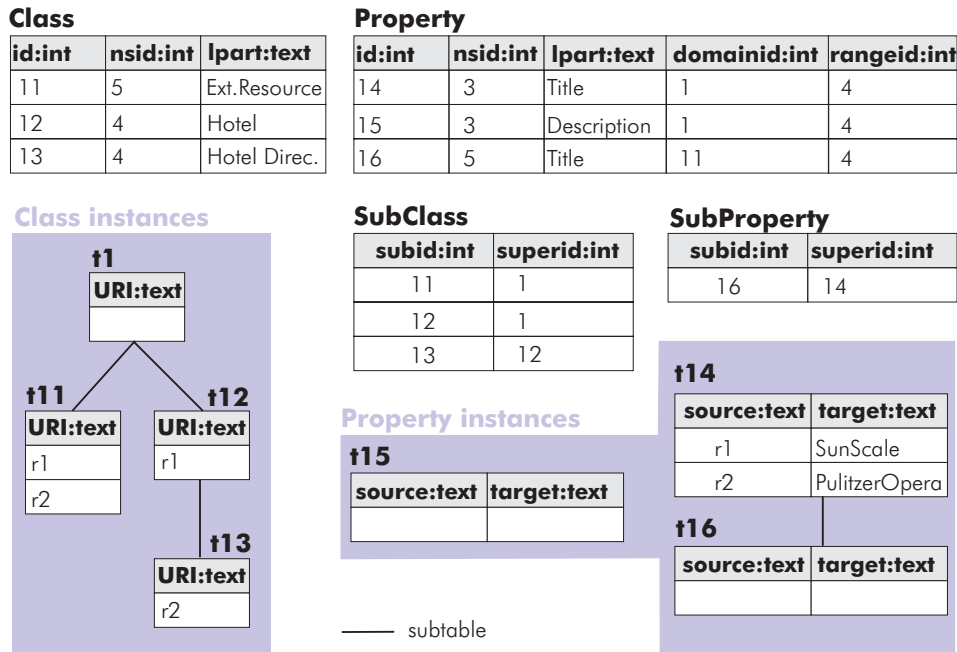 Class
id:int nsid:int lpart:text
11 5 Ext.Resource
12 4 Hotel
13 4 Hotel Direc.
Property
id:int nsid:int lpart:text domainid:int rangeid:int
14 3 Title 1 4
15 3 Description 1 4
16 5 Title 11 4
Class instances
t1
URI:text
t11
URI:text
r1
r2
t12
URI:text
r1
t13
URI:text
r2
SubClass
subid:int superid:int
11 1
12 1
13 12
SubProperty
subid:int superid:int
16 14
Property instances
t15
source:text target:text
t14
source:text target:text
r1 SunScale
r2 PulitzerOpera
t16
source:text target:text
subtable